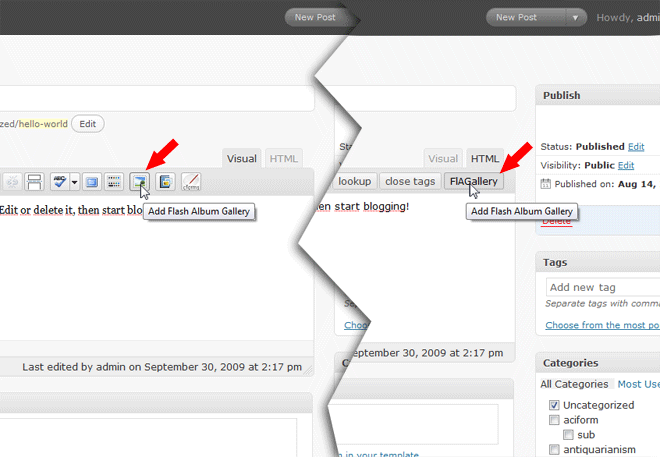 New Post
New Post
Howdy, admi
zed/hello-world Edit
Visual HTML
Visual HTML
ABC
cforms
lookup close tags FlAGallery
Add Flash Album Gallery
Add Flash Album Gallery
Edit or delete it, then start blo
en start blogging!
Last edited by admin on September 30, 2009 at 2:17 pm
Choo
eptember 30, 2009 at 2:17 pm
n in your template.
Publish
Status: Published Edit
Visibility: Public Edit
Published on: Aug 14,
Delete
Tags
Add new tag
Separate tags with comma
Choose from the most po
Categories
All Categories Most Use
Uncategorized
aciform
sub
antiquarianism